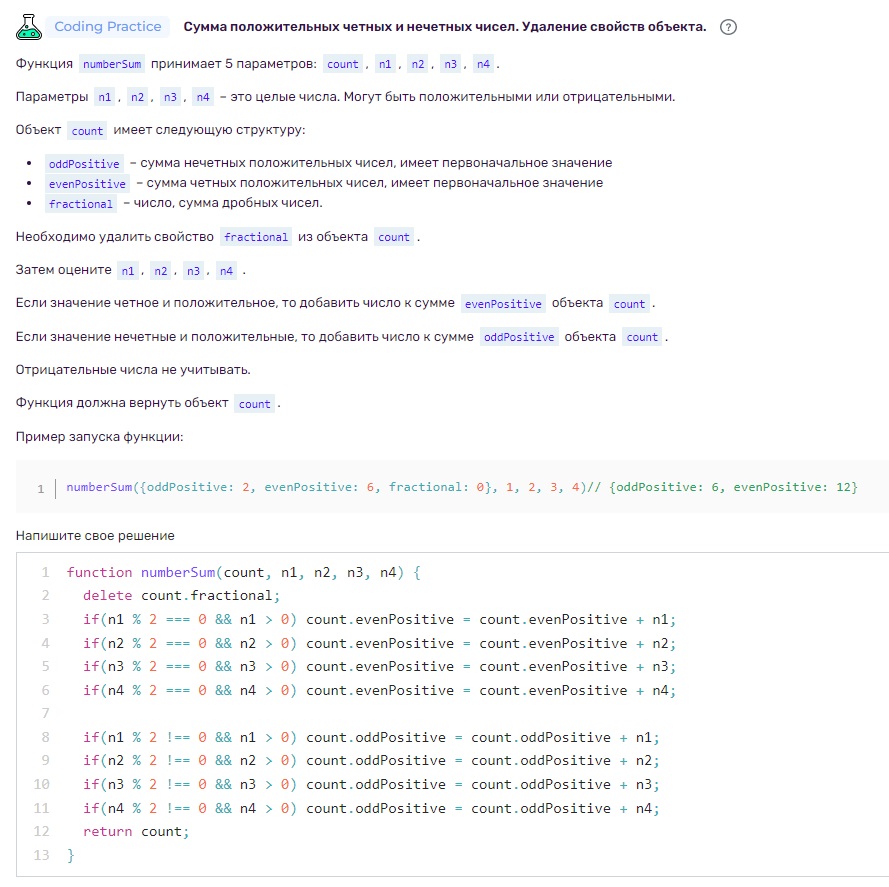 Coding Practice Сумма положительных четных и нечетных чисел. Удаление свойств объекта. ?
Функция numberSum принимает 5 параметров: count, n1, n2, n3, n4.
Параметры n1, n2, n3, n4 – это целые числа. Могут быть положительными или отрицательными.
Объект count имеет следующую структуру:
• oddPositive – сумма нечетных положительных чисел, имеет первоначальное значение
• evenPositive – сумма четных положительных чисел, имеет первоначальное значение
• fractional – число, сумма дробных чисел.
Необходимо удалить свойство fractional из объекта count.
Затем оцените n1, n2, n3, n4.
Если значение четное и положительное, то добавить число к сумме evenPositive объекта count.
Если значение нечетные и положительные, то добавить число к сумме oddPositive объекта count.
Отрицательные числа не учитывать.
Функция должна вернуть объект count.
Пример запуска функции:
1 numberSum({oddPositive: 2, evenPositive: 6, fractional: 0}, 1, 2, 3, 4)// {oddPositive: 6, evenPositive: 12}
Напишите свое решение
1 function numberSum(count, n1, n2, n3, n4) {
2 delete count.fractional;
3 if(n1 % 2 === 0 && n1 > 0) count.evenPositive = count.evenPositive + n1;
4 if(n2 % 2 === 0 && n2 > 0) count.evenPositive = count.evenPositive + n2;
5 if(n3 % 2 === 0 && n3 > 0) count.evenPositive = count.evenPositive + n3;
6 if(n4 % 2 === 0 && n4 > 0) count.evenPositive = count.evenPositive + n4;
7
8 if(n1 % 2 !== 0 && n1 > 0) count.oddPositive = count.oddPositive + n1;
9 if(n2 % 2 !== 0 && n2 > 0) count.oddPositive = count.oddPositive + n2;
10 if(n3 % 2 !== 0 && n3 > 0) count.oddPositive = count.oddPositive + n3;
11 if(n4 % 2 !== 0 && n4 > 0) count.oddPositive = count.oddPositive + n4;
12 return count;
13 }